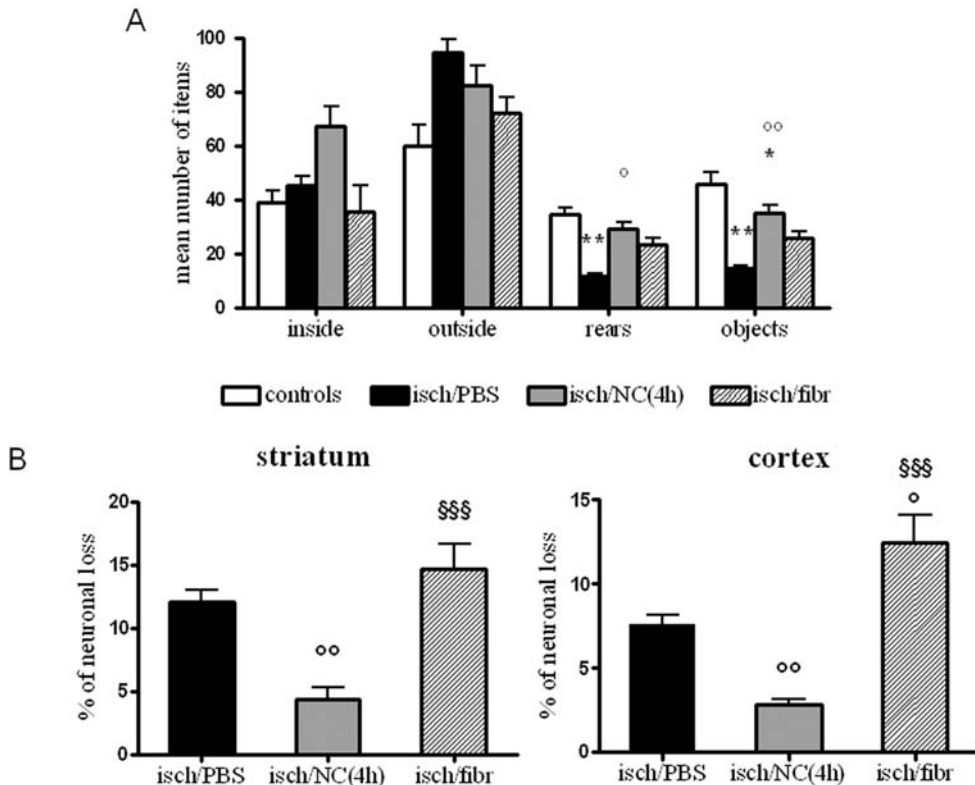 A
mean number of items
100
80
60
40
20
0
**
°
**
°°
*
inside outside rears objects
controls isch/PBS isch/NC(4h) isch/fibr
B
striatum
% of neuronal loss
20
15
10
5
0
°°
§§§
isch/PBS isch/NC(4h) isch/fibr
cortex
% of neuronal loss
15
10
5
0
°°
§§§
°
isch/PBS isch/NC(4h) isch/fibr